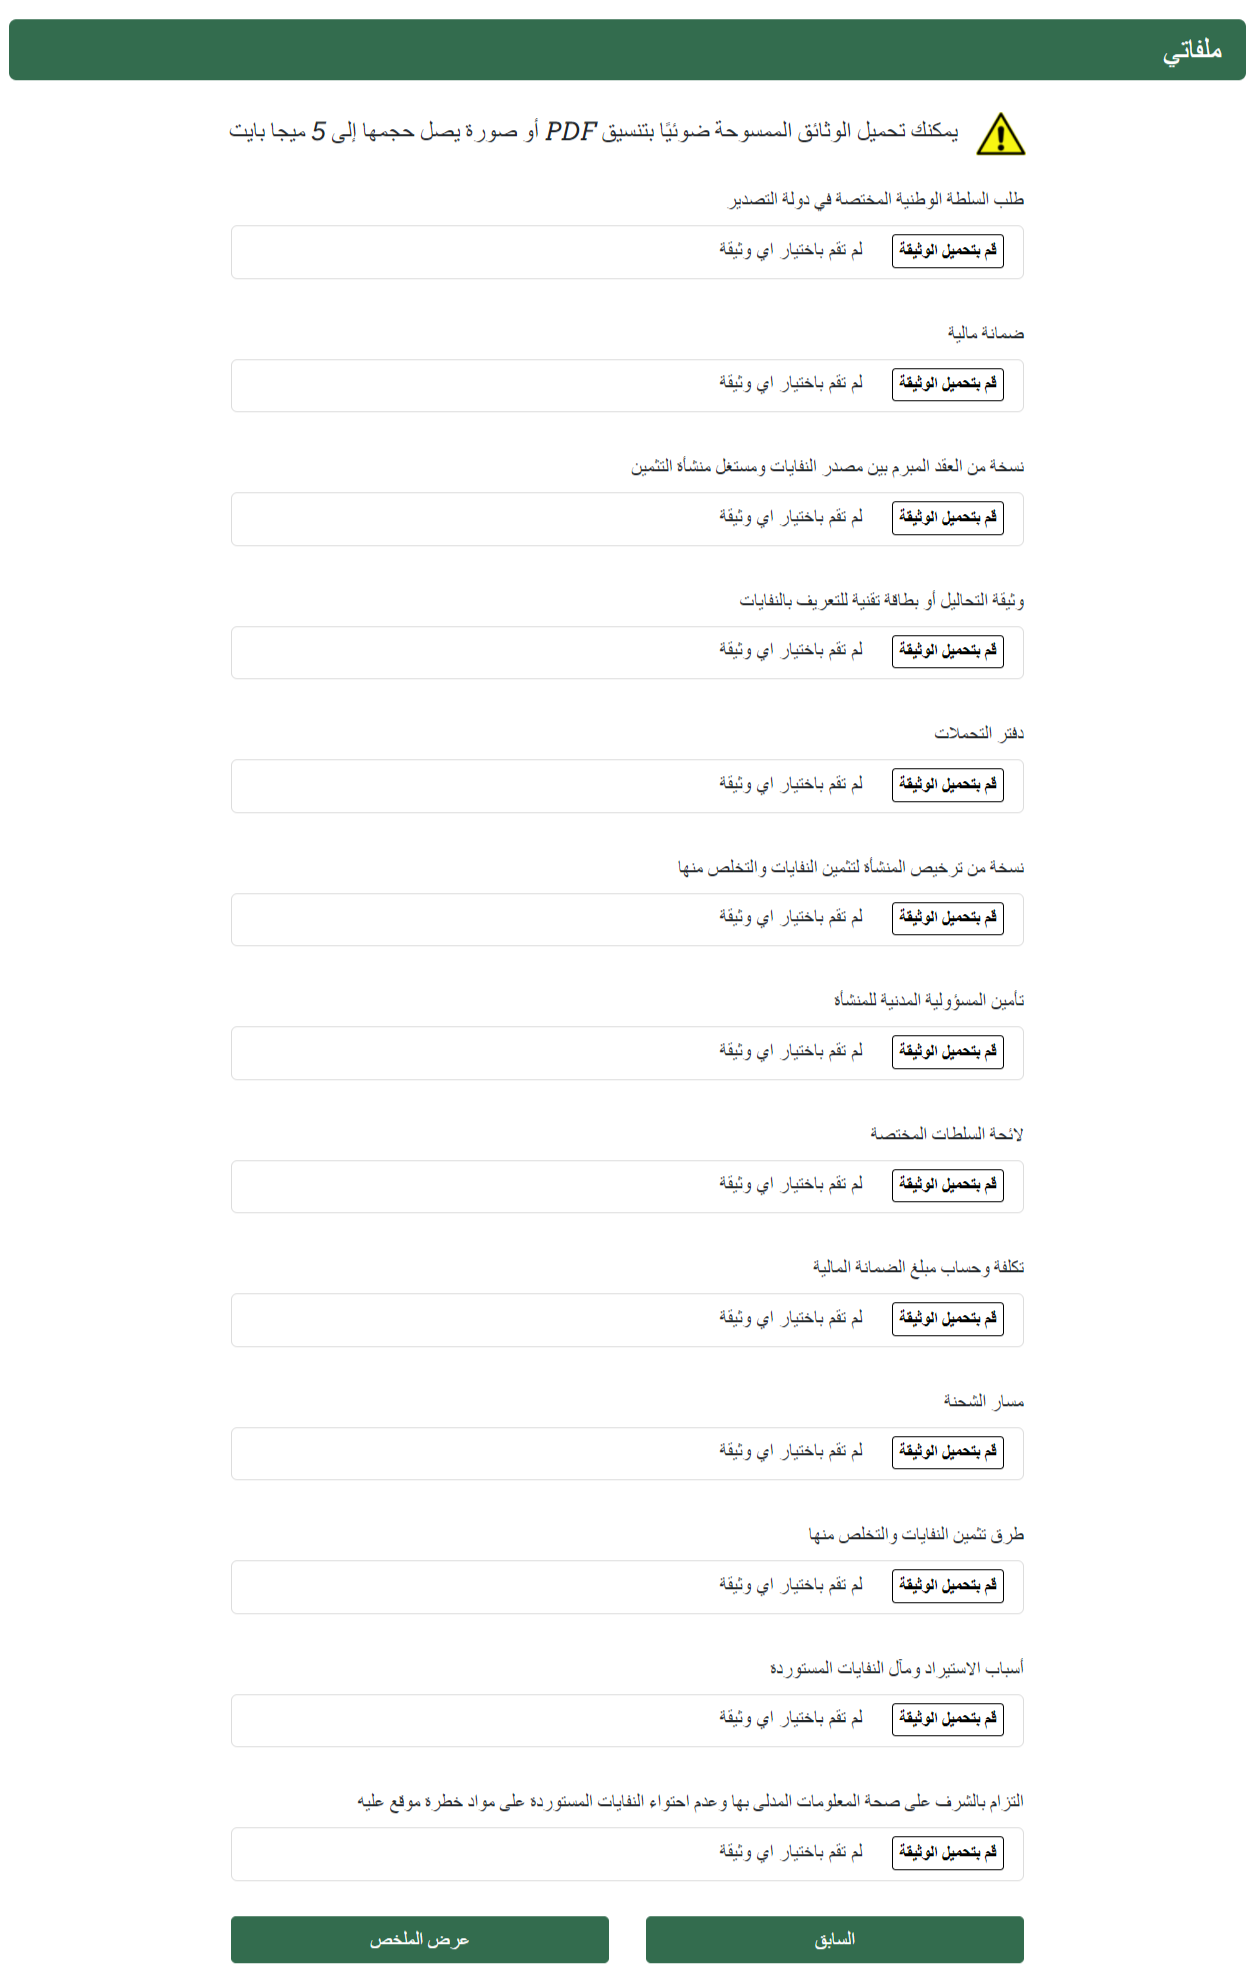 ملفاتي
يمكنك تحميل الوثائق الممسوحة ضوئيًا بتنسيق PDF أو صورة يصل حجمها إلى 5 ميجا بايت
طلب السلطة الوطنية المختصة في دولة التصدير
قم بتحميل الوثيقة لم تقم باختيار اي وثيقة
ضمانة مالية
قم بتحميل الوثيقة لم تقم باختيار اي وثيقة
نسخة من العقد المبرم بين مصدر النفايات ومستغل منشأة التثمين
قم بتحميل الوثيقة لم تقم باختيار اي وثيقة
وثيقة التحاليل أو بطاقة تقنية للتعريف بالنفايات
قم بتحميل الوثيقة لم تقم باختيار اي وثيقة
دفتر التحملات
قم بتحميل الوثيقة لم تقم باختيار اي وثيقة
نسخة من ترخيص المنشأة لتثمين النفايات والتخلص منها
قم بتحميل الوثيقة لم تقم باختيار اي وثيقة
تأمين المسؤولية المدنية للمنشأة
قم بتحميل الوثيقة لم تقم باختيار اي وثيقة
لائحة السلطات المختصة
قم بتحميل الوثيقة لم تقم باختيار اي وثيقة
تكلفة وحساب مبلغ الضمانة المالية
قم بتحميل الوثيقة لم تقم باختيار اي وثيقة
مسار الشحنة
قم بتحميل الوثيقة لم تقم باختيار اي وثيقة
طرق تثمين النفايات والتخلص منها
قم بتحميل الوثيقة لم تقم باختيار اي وثيقة
أسباب الاستيراد ومآل النفايات المستوردة
قم بتحميل الوثيقة لم تقم باختيار اي وثيقة
التزام بالشرف على صحة المعلومات المدلى بها وعدم احتواء النفايات المستوردة على مواد خطرة موقع عليه
قم بتحميل الوثيقة لم تقم باختيار اي وثيقة
السابق
عرض الملخص